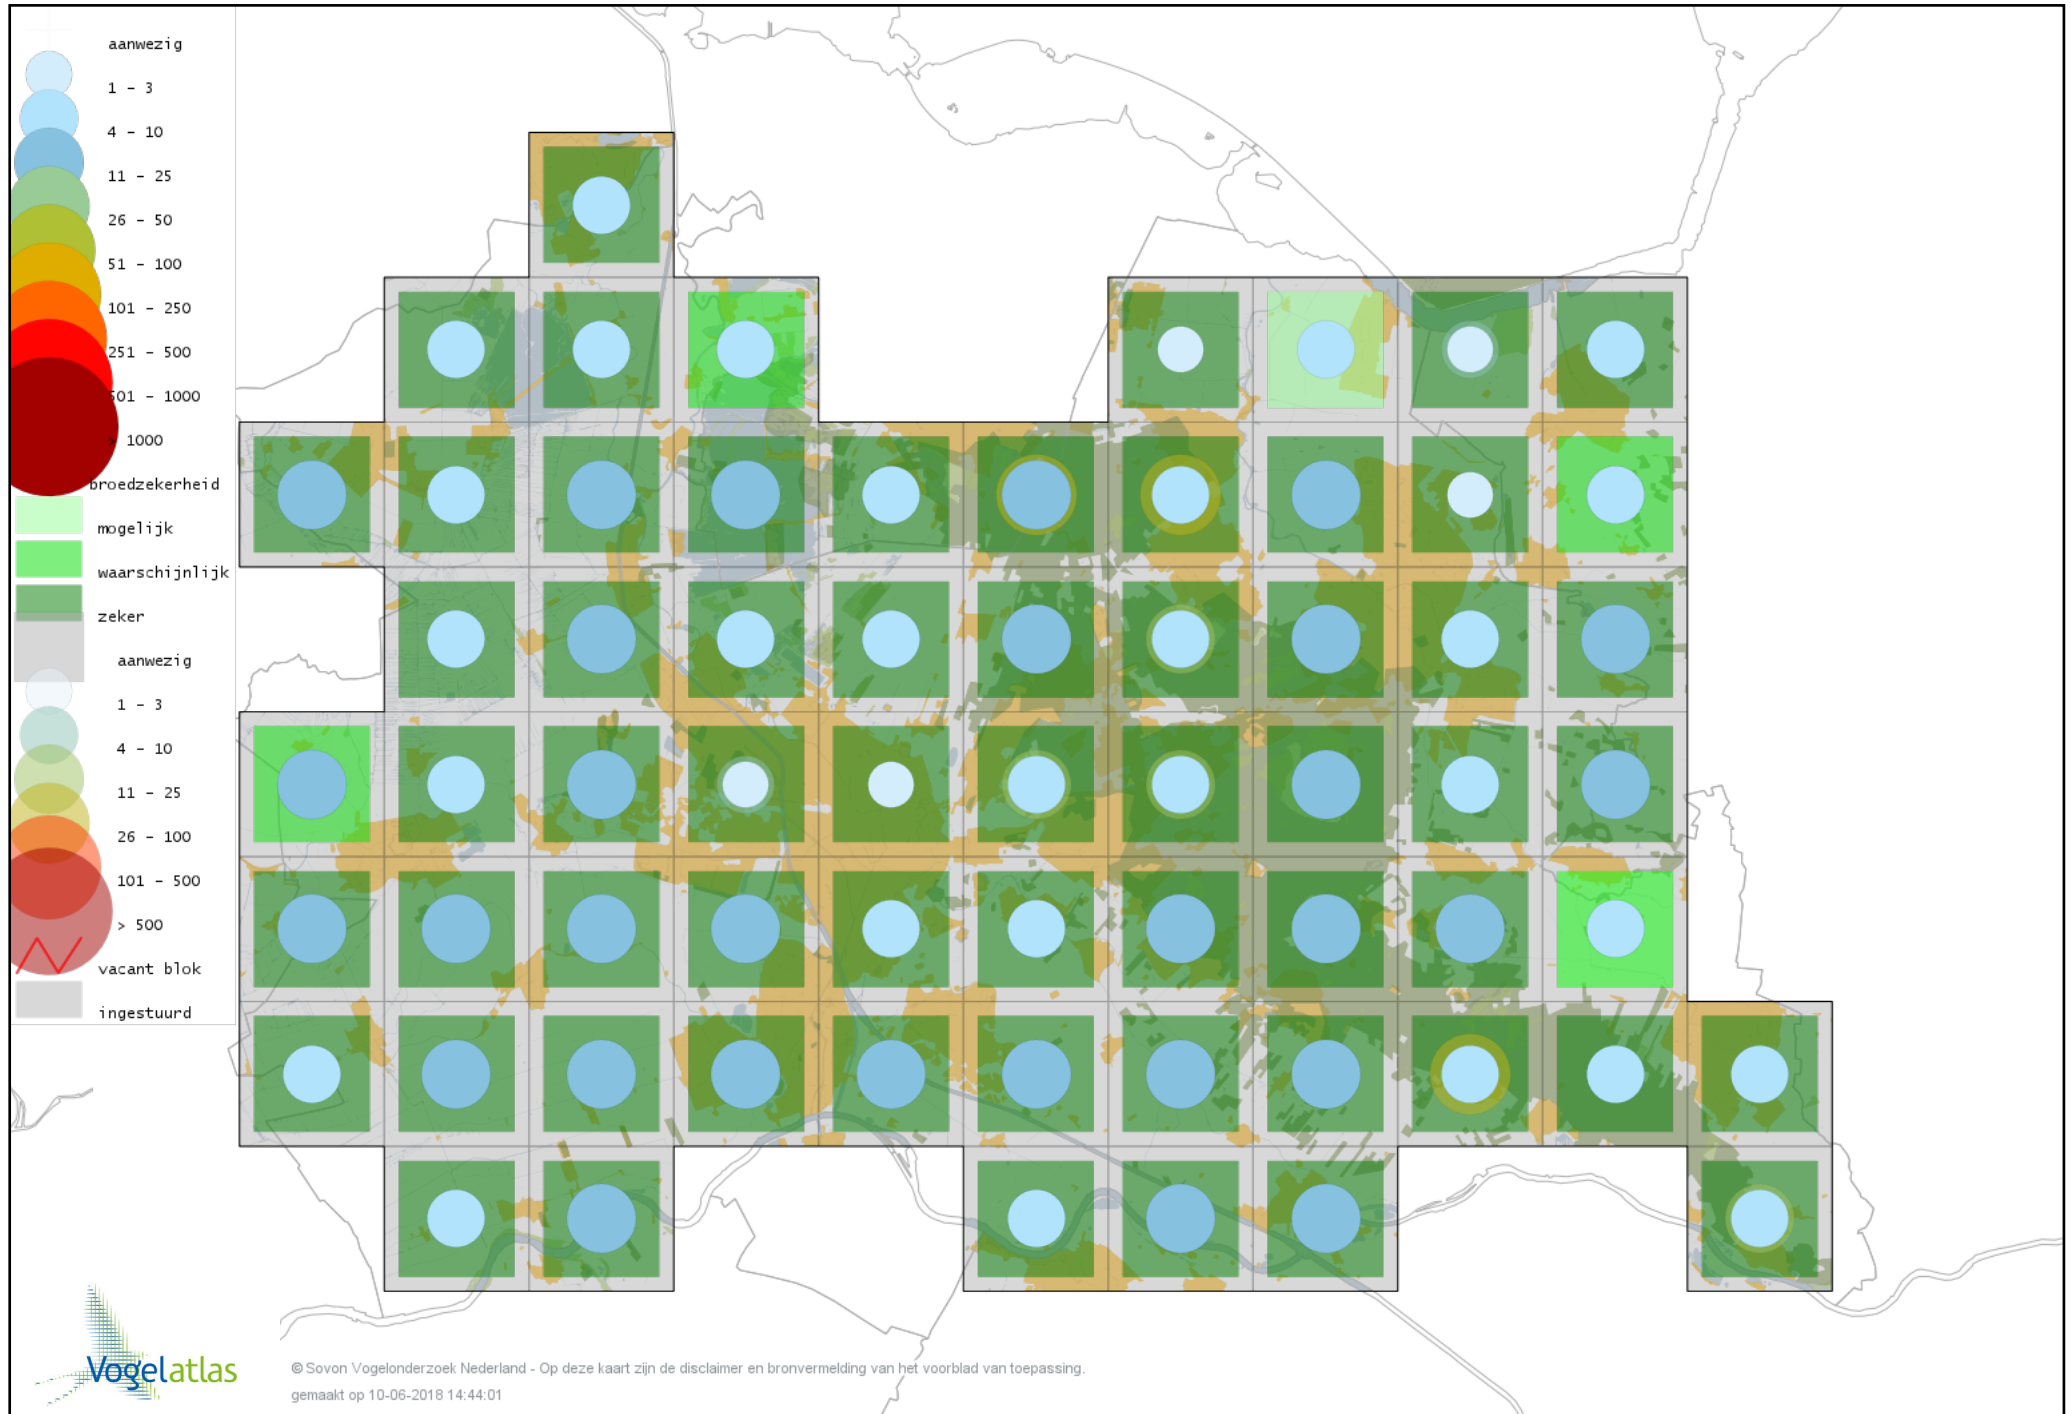 aanwezig
1 - 3
4 - 10
11 - 25
26 - 50
51 - 100
101 - 250
251 - 500
501 - 1000
> 1000
broedzekerheid
mogelijk
waarschijnlijk
zeker
aanwezig
1 - 3
4 - 10
11 - 25
26 - 100
101 - 500
> 500
vacant blok
ingestuurd
Vogelatlas
© Sovon Vogelonderzoek Nederland - Op deze kaart zijn de disclaimer en bronvermelding van het voorblad van toepassing.
gemaakt op 10-06-2018 14:44:01